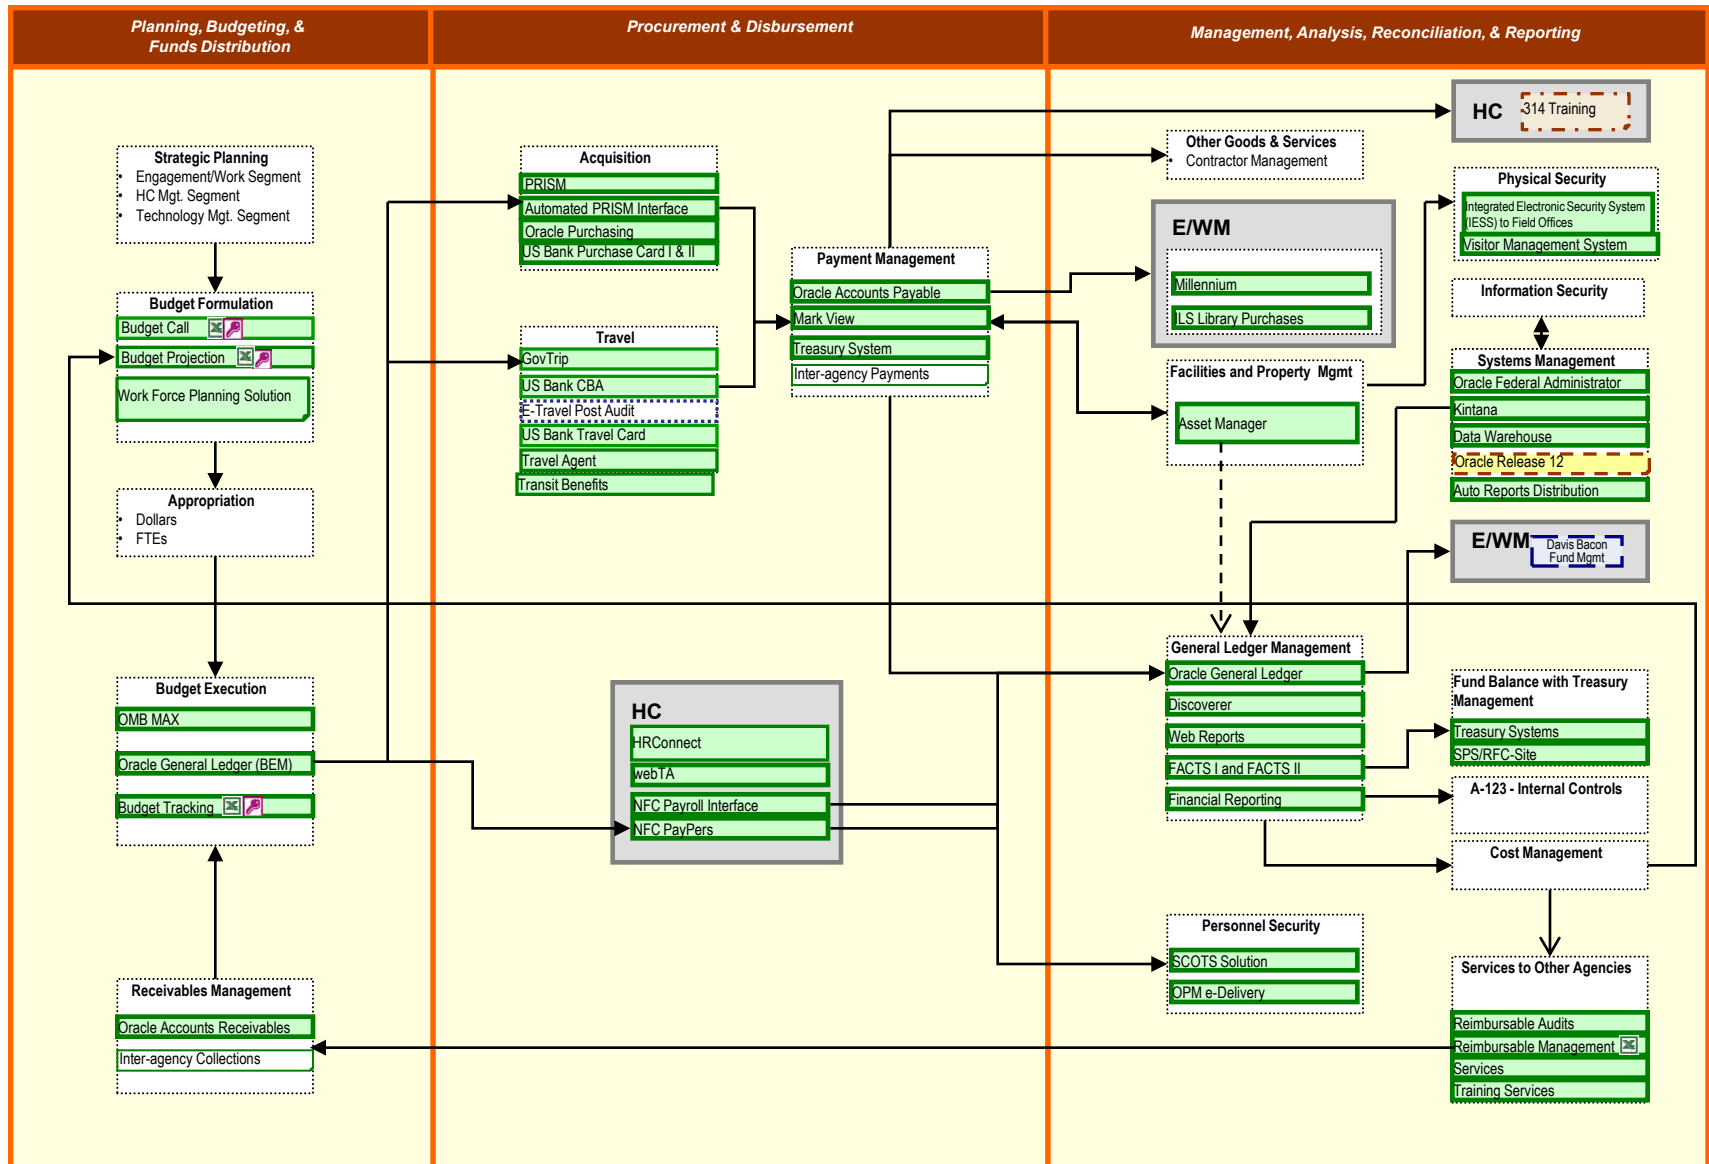 Planning, Budgeting, &
Funds Distribution
Procurement & Disbursement
Management, Analysis, Reconciliation, & Reporting
Strategic Planning
• Engagement/Work Segment
• HC Mgt. Segment
• Technology Mgt. Segment
Budget Formulation
Budget Call
Budget Projection
Work Force Planning Solution
Appropriation
• Dollars
• FTEs
Budget Execution
OMB MAX
Oracle General Ledger (BEM)
Budget Tracking
Receivables Management
Oracle Accounts Receivables
Inter-agency Collections
Acquisition
PRISM
Automated PRISM Interface
Oracle Purchasing
US Bank Purchase Card I & II
Travel
GovTrip
US Bank CBA
E-Travel Post Audit
US Bank Travel Card
Travel Agent
Transit Benefits
Payment Management
Oracle Accounts Payable
Mark View
Treasury System
Inter-agency Payments
HC
HRConnect
webTA
NFC Payroll Interface
NFC PayPers
HC
314 Training
Other Goods & Services
• Contractor Management
E/WM
Millennium
ILS Library Purchases
Facilities and Property Mgmt
Asset Manager
Physical Security
Integrated Electronic Security System
(IESS) to Field Offices
Visitor Management System
Information Security
Systems Management
Oracle Federal Administrator
Kintana
Data Warehouse
Oracle Release 12
Auto Reports Distribution
E/WM
Davis Bacon
Fund Mgmt
General Ledger Management
Oracle General Ledger
Discoverer
Web Reports
FACTS I and FACTS II
Financial Reporting
Fund Balance with Treasury
Management
Treasury Systems
SPS/RFC-Site
A-123 - Internal Controls
Cost Management
Personnel Security
SCOTS Solution
OPM e-Delivery
Services to Other Agencies
Reimbursable Audits
Reimbursable Management
Services
Training Services